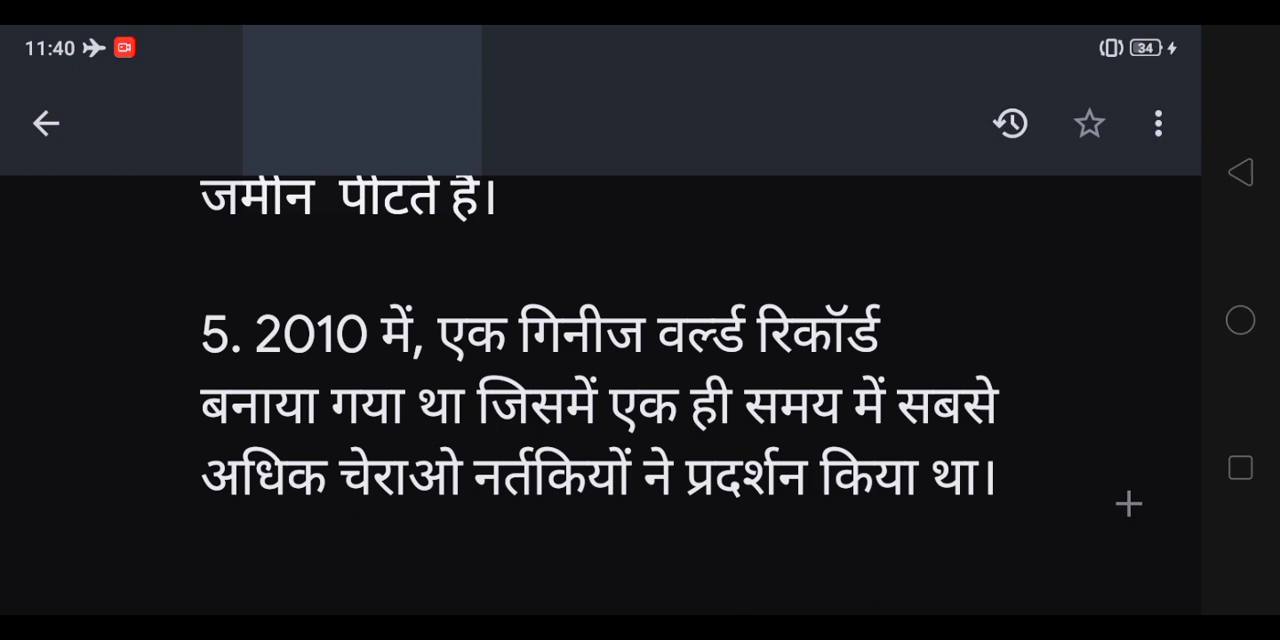 11:40
34
जमीन पीटते हैं।
5. 2010 में, एक गिनीज वर्ल्ड रिकॉर्ड
बनाया गया था जिसमें एक ही समय में सबसे
अधिक चेराओ नर्तकियों ने प्रदर्शन किया था।